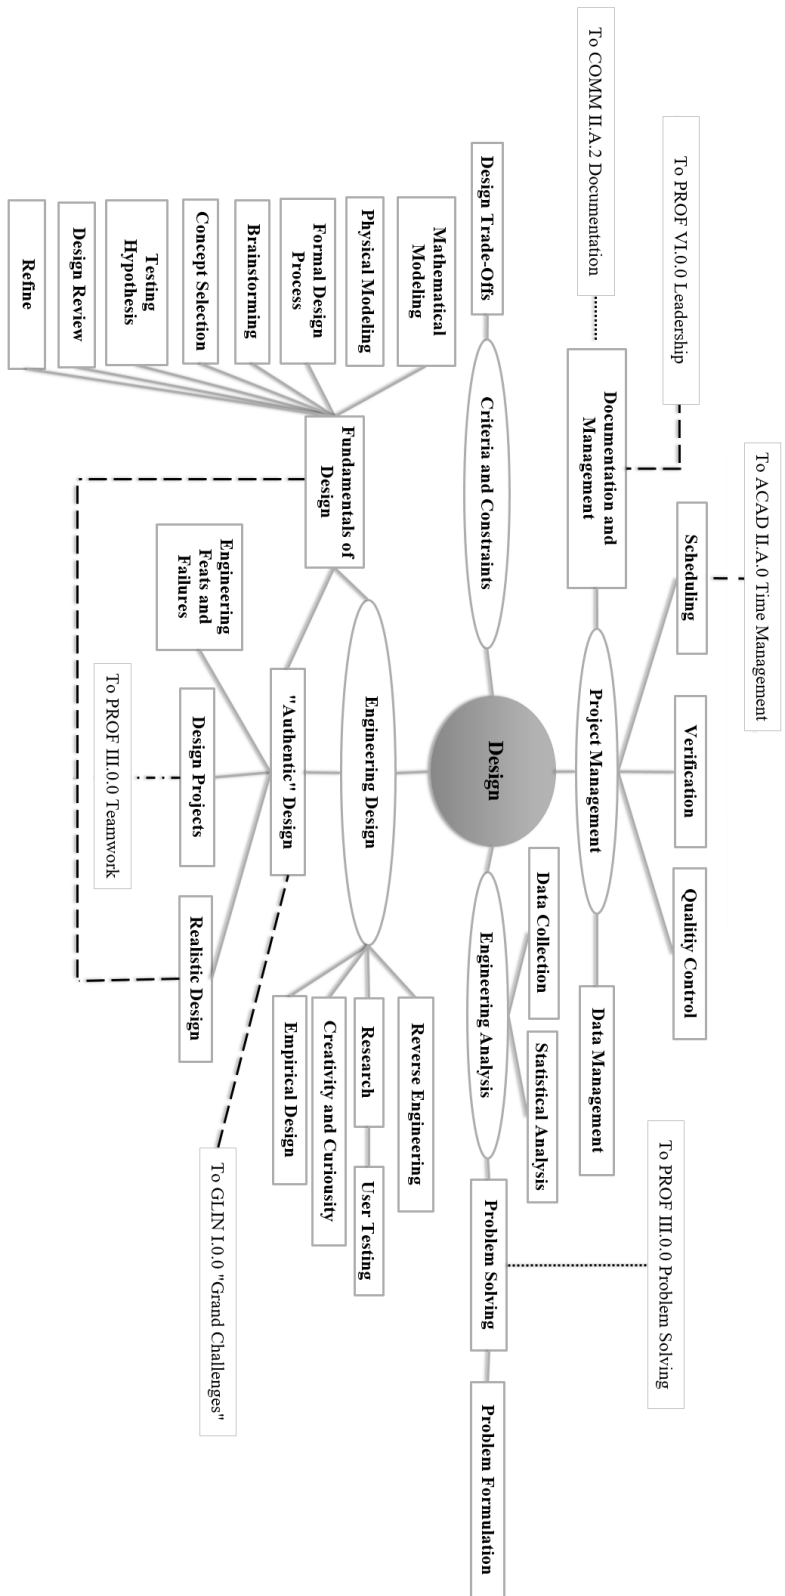 To ACAD II.A.0 Time Management
To PROF VI.0.0 Leadership
Scheduling
Verification
Qualitiy Control
To PROF III.0.0 Problem Solving
To COMM II.A.2 Documentation
Documentation and
Management
Project Management
Data Management
Data Collection
Statistical Analysis
Design Trade-Offs
Criteria and Constraints
Design
Engineering Analysis
Problem Solving
Problem Formulation
Mathematical
Modeling
Physical Modeling
Formal Design
Process
Brainstorming
Concept Selection
Testing
Hypothesis
Design Review
Refine
Fundamentals of
Design
Engineering Design
Reverse Engineering
Research
User Testing
Creativity and Curiousity
Empirical Design
"Authentic" Design
Engineering
Feats and
Failures
Design Projects
Realistic Design
To GLIN I.0.0 "Grand Challenges"
To PROF III.0.0 Teamwork